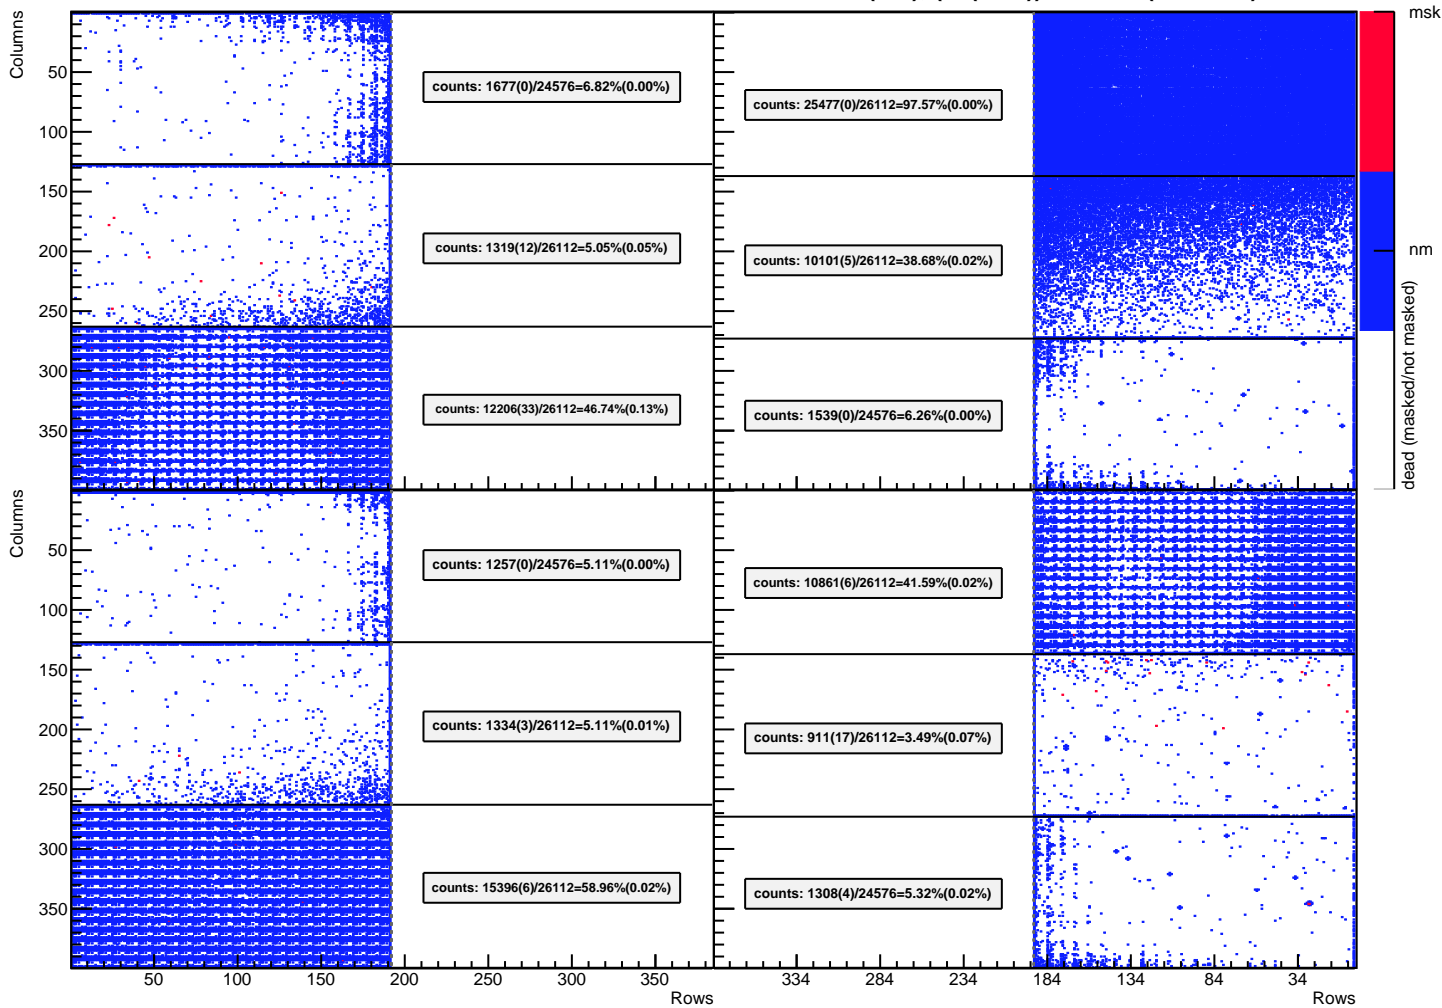 msk
Columns
50
counts: 1677(0)/24576=6.82%(0.00%)
counts: 25477(0)/26112=97.57%(0.00%)
100
150
200
counts: 1319(12)/26112=5.05%(0.05%)
counts: 10101(5)/26112=38.68%(0.02%)
nm
250
300
counts: 12206(33)/26112=46.74%(0.13%)
counts: 1539(0)/24576=6.26%(0.00%)
350
dead (masked/not masked)
Columns
50
counts: 1257(0)/24576=5.11%(0.00%)
counts: 10861(6)/26112=41.59%(0.02%)
100
150
200
counts: 1334(3)/26112=5.11%(0.01%)
counts: 911(17)/26112=3.49%(0.07%)
250
300
counts: 15396(6)/26112=58.96%(0.02%)
counts: 1308(4)/24576=5.32%(0.02%)
350
50 100 150 200 250 300 350 334 284 234 184 134 84 34
Rows Rows